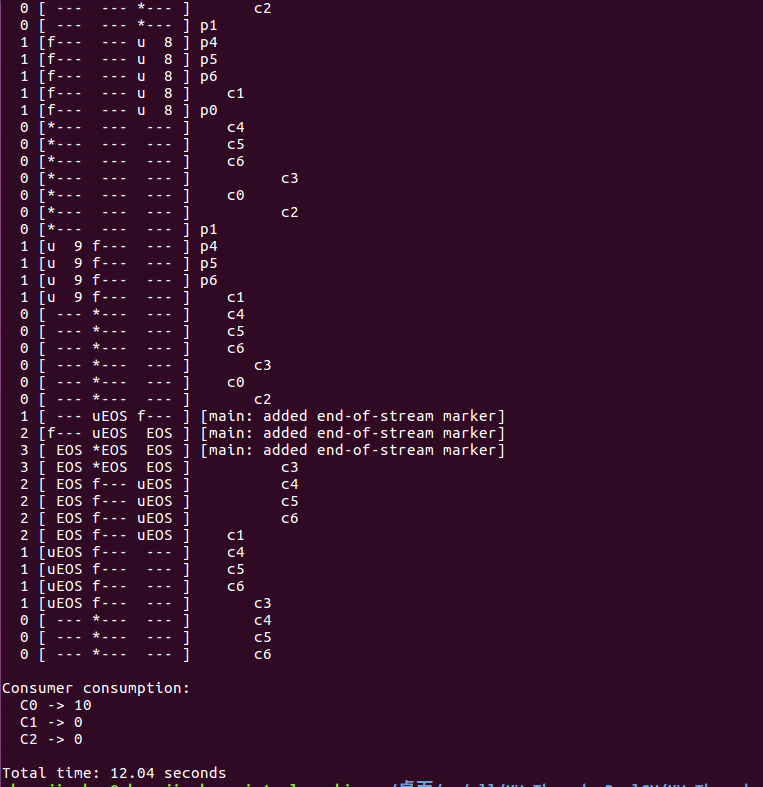 0 [ ---  --- *--- ]       c2
0 [ ---  --- *--- ] p1
1 [f---  --- u  8 ] p4
1 [f---  --- u  8 ] p5
1 [f---  --- u  8 ] p6
1 [f---  --- u  8 ]    c1
1 [f---  --- u  8 ] p0
0 [*---  ---  --- ]    c4
0 [*---  ---  --- ]    c5
0 [*---  ---  --- ]    c6
0 [*---  ---  --- ]          c3
0 [*---  ---  --- ]    c0
0 [*---  ---  --- ]          c2
0 [*---  ---  --- ] p1
1 [u  9 f---  --- ] p4
1 [u  9 f---  --- ] p5
1 [u  9 f---  --- ] p6
1 [u  9 f---  --- ]    c1
0 [ --- *---  --- ]    c4
0 [ --- *---  --- ]    c5
0 [ --- *---  --- ]    c6
0 [ --- *---  --- ]       c3
0 [ --- *---  --- ]    c0
0 [ --- *---  --- ]       c2
1 [ --- uEOS f--- ] [main: added end-of-stream marker]
2 [f--- uEOS  EOS ] [main: added end-of-stream marker]
3 [ EOS *EOS  EOS ] [main: added end-of-stream marker]
3 [ EOS *EOS  EOS ]          c3
2 [ EOS f--- uEOS ]          c4
2 [ EOS f--- uEOS ]          c5
2 [ EOS f--- uEOS ]          c6
2 [ EOS f--- uEOS ]    c1
1 [uEOS f---  --- ]    c4
1 [uEOS f---  --- ]    c5
1 [uEOS f---  --- ]    c6
1 [uEOS f---  --- ]       c3
0 [ --- *---  --- ]       c4
0 [ --- *---  --- ]       c5
0 [ --- *---  --- ]       c6
Consumer consumption:
C0 -> 10
C1 -> 0
C2 -> 0
Total time: 12.04 seconds